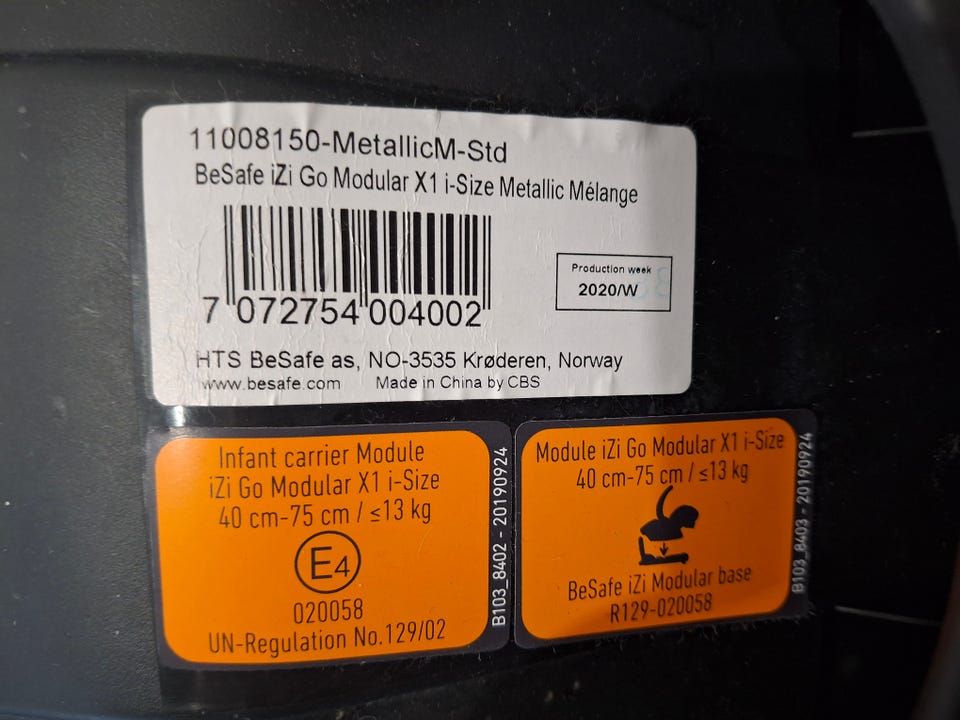 11008150-MetallicM-Std
BeSafe iZi Go Modular X1 i-Size Metallic Mélange
7 072754 004002
Production week
2020/W
HTS BeSafe as, NO-3535 Krøderen, Norway
www.besafe.com Made in China by CBS
Infant carrier Module
iZi Go Modular X1 i-Size
40 cm-75 cm / ≤13 kg
E4
020058
UN-Regulation No.129/02
B103_8402 - 20190924
Module iZi Go Modular X1 i-Size
40 cm-75 cm / ≤13 kg
BeSafe iZi Modular base
R129-020058
B103_8403 - 20190924